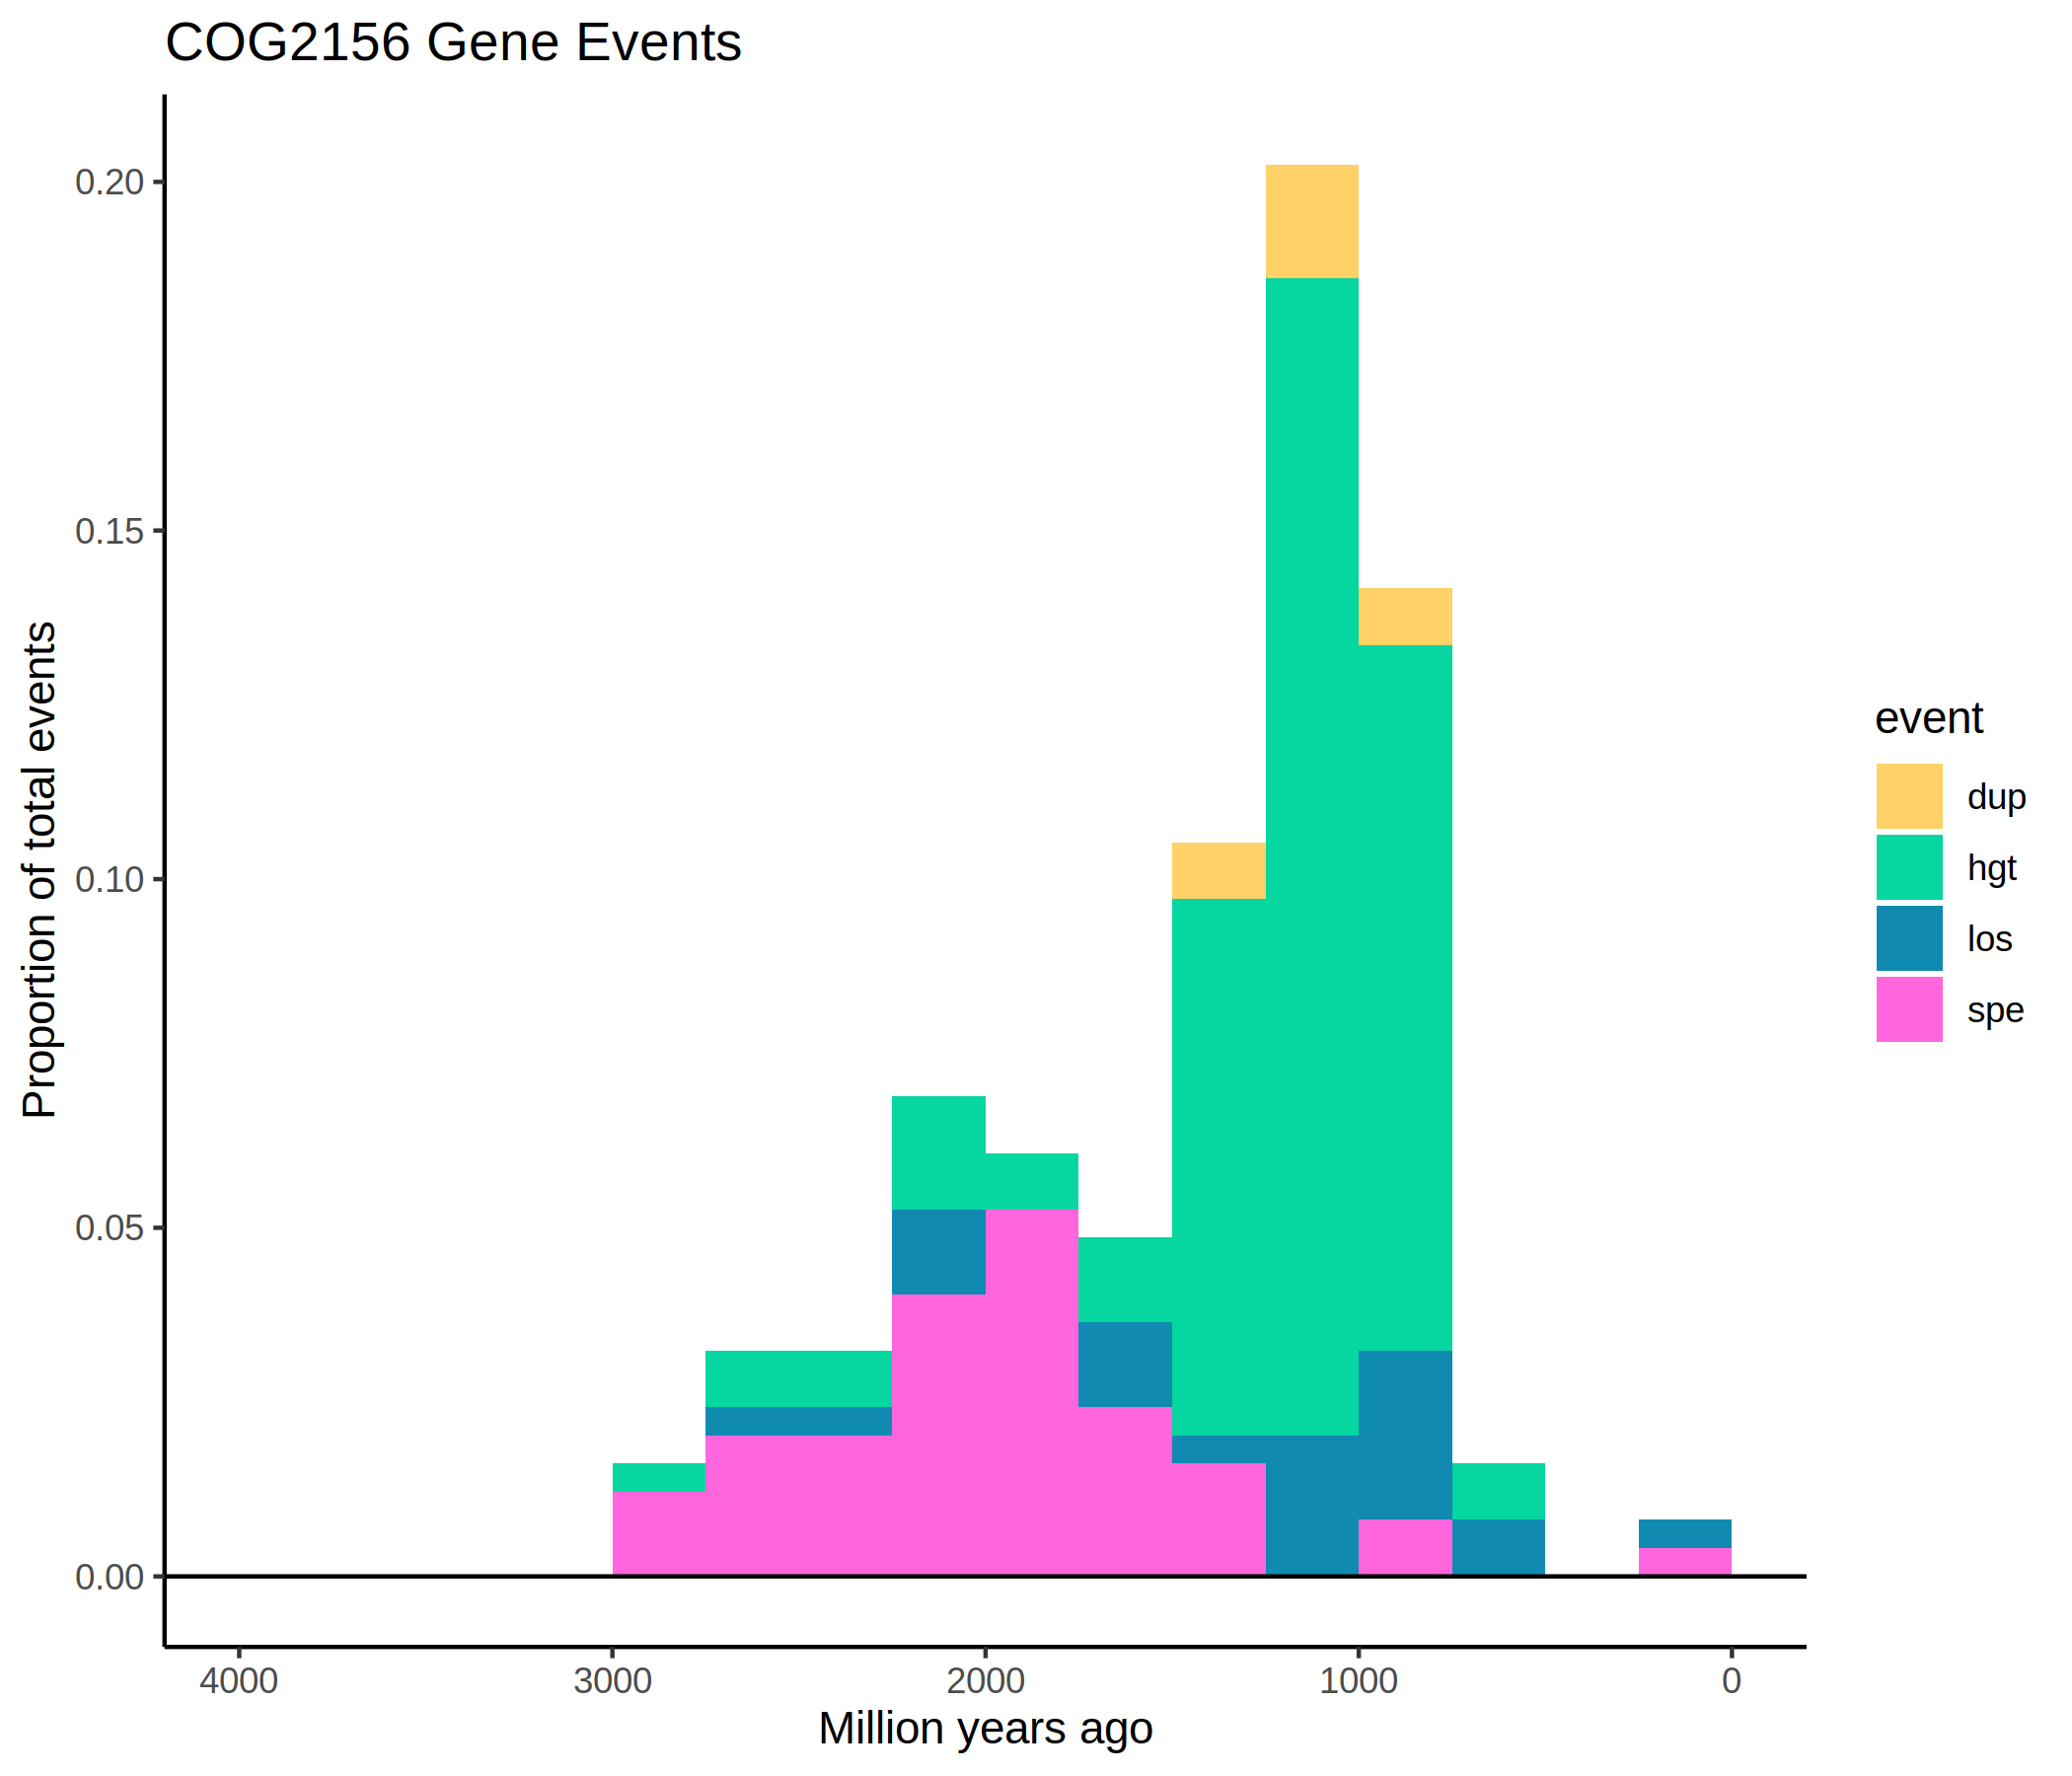 COG2156 Gene Events
Proportion of total events
0.20
0.15
0.10
0.05
0.00
4000 3000 2000 1000 0
Million years ago
event
dup
hgt
los
spe